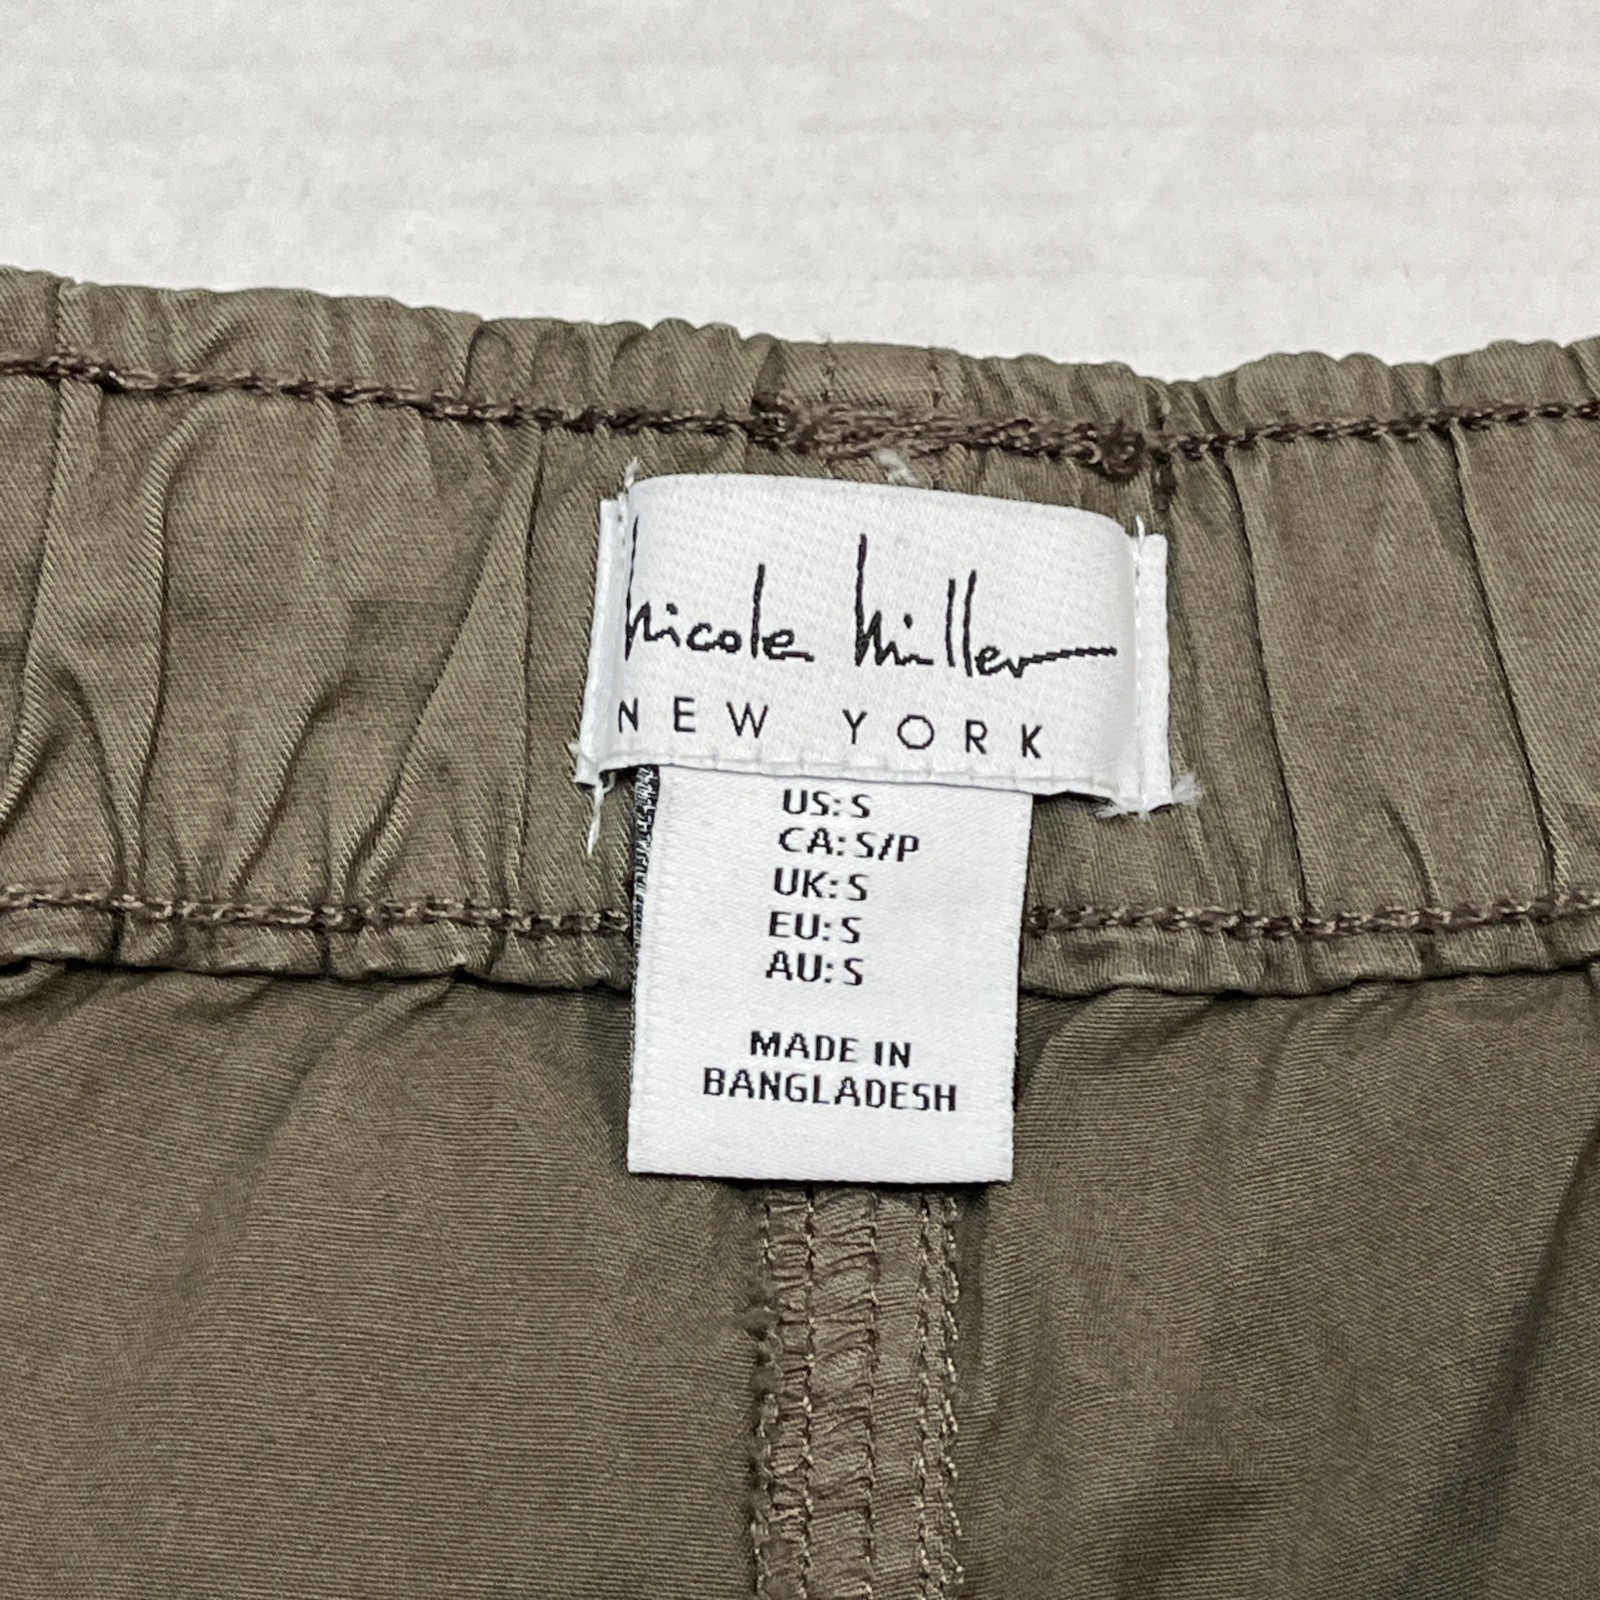 Nicole Miller
NEW YORK
US: S
CA: S/P
UK: S
EU: S
AU: S
MADE IN
BANGLADESH